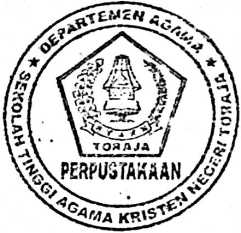 DEPARTEMEN AGAMA
TORAJA
PERPUSTAKAAN
SEKOLAH TINGGI AGAMA KRISTEN NEGERI TORAJA